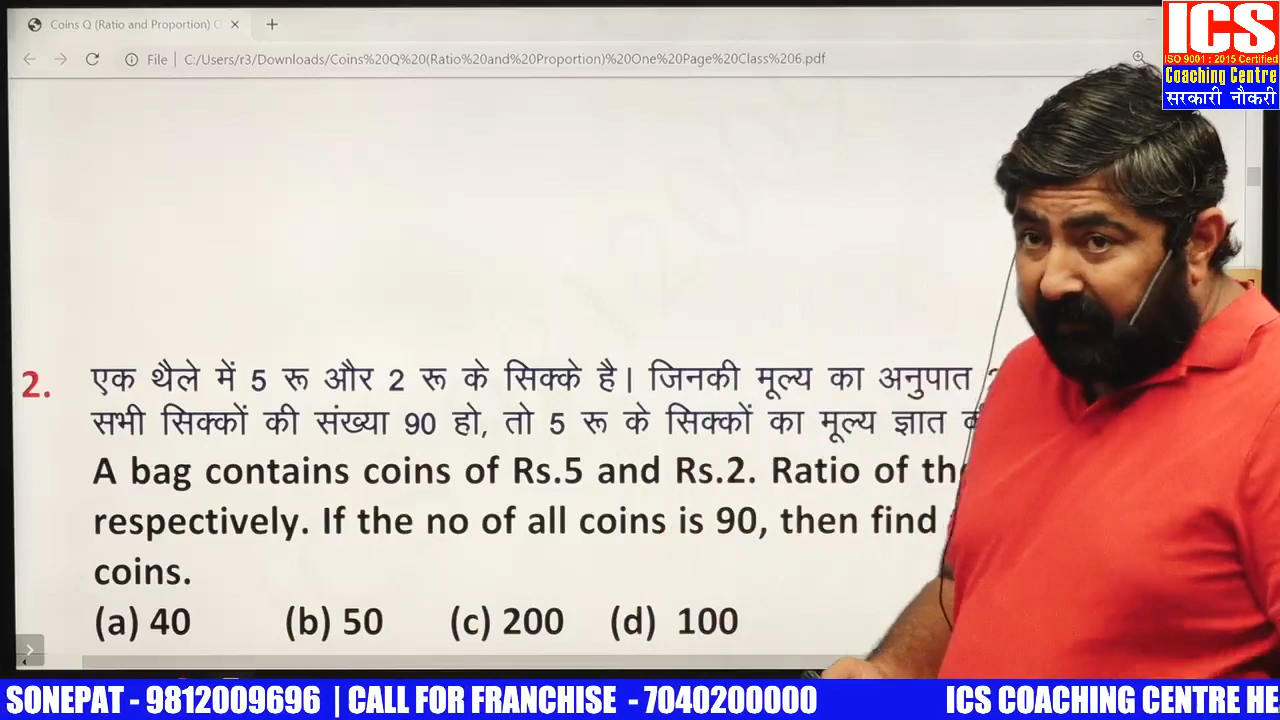 Coins Q (Ratio and Proportion)
File | C:/Users/r3/Downloads/Coins%20Q%20(Ratio%20and%20Proportion)%20One%20Page%20Class%206.pdf
ICS
ISO 9001 : 2015 Certified
Coaching Centre
सरकारी नौकरी
2. एक थैले में 5 रू और 2 रू के सिक्के है। जिनकी मूल्य का अनुपात
सभी सिक्कों की संख्या 90 हो, तो 5 रू के सिक्कों का मूल्य ज्ञात
A bag contains coins of Rs.5 and Rs.2. Ratio of
respectively. If the no of all coins is 90, then find
coins.
(a) 40 (b) 50 (c) 200 (d) 100
SONEPAT - 9812009696 | CALL FOR FRANCHISE - 7040200000 ICS COACHING CENTRE HE